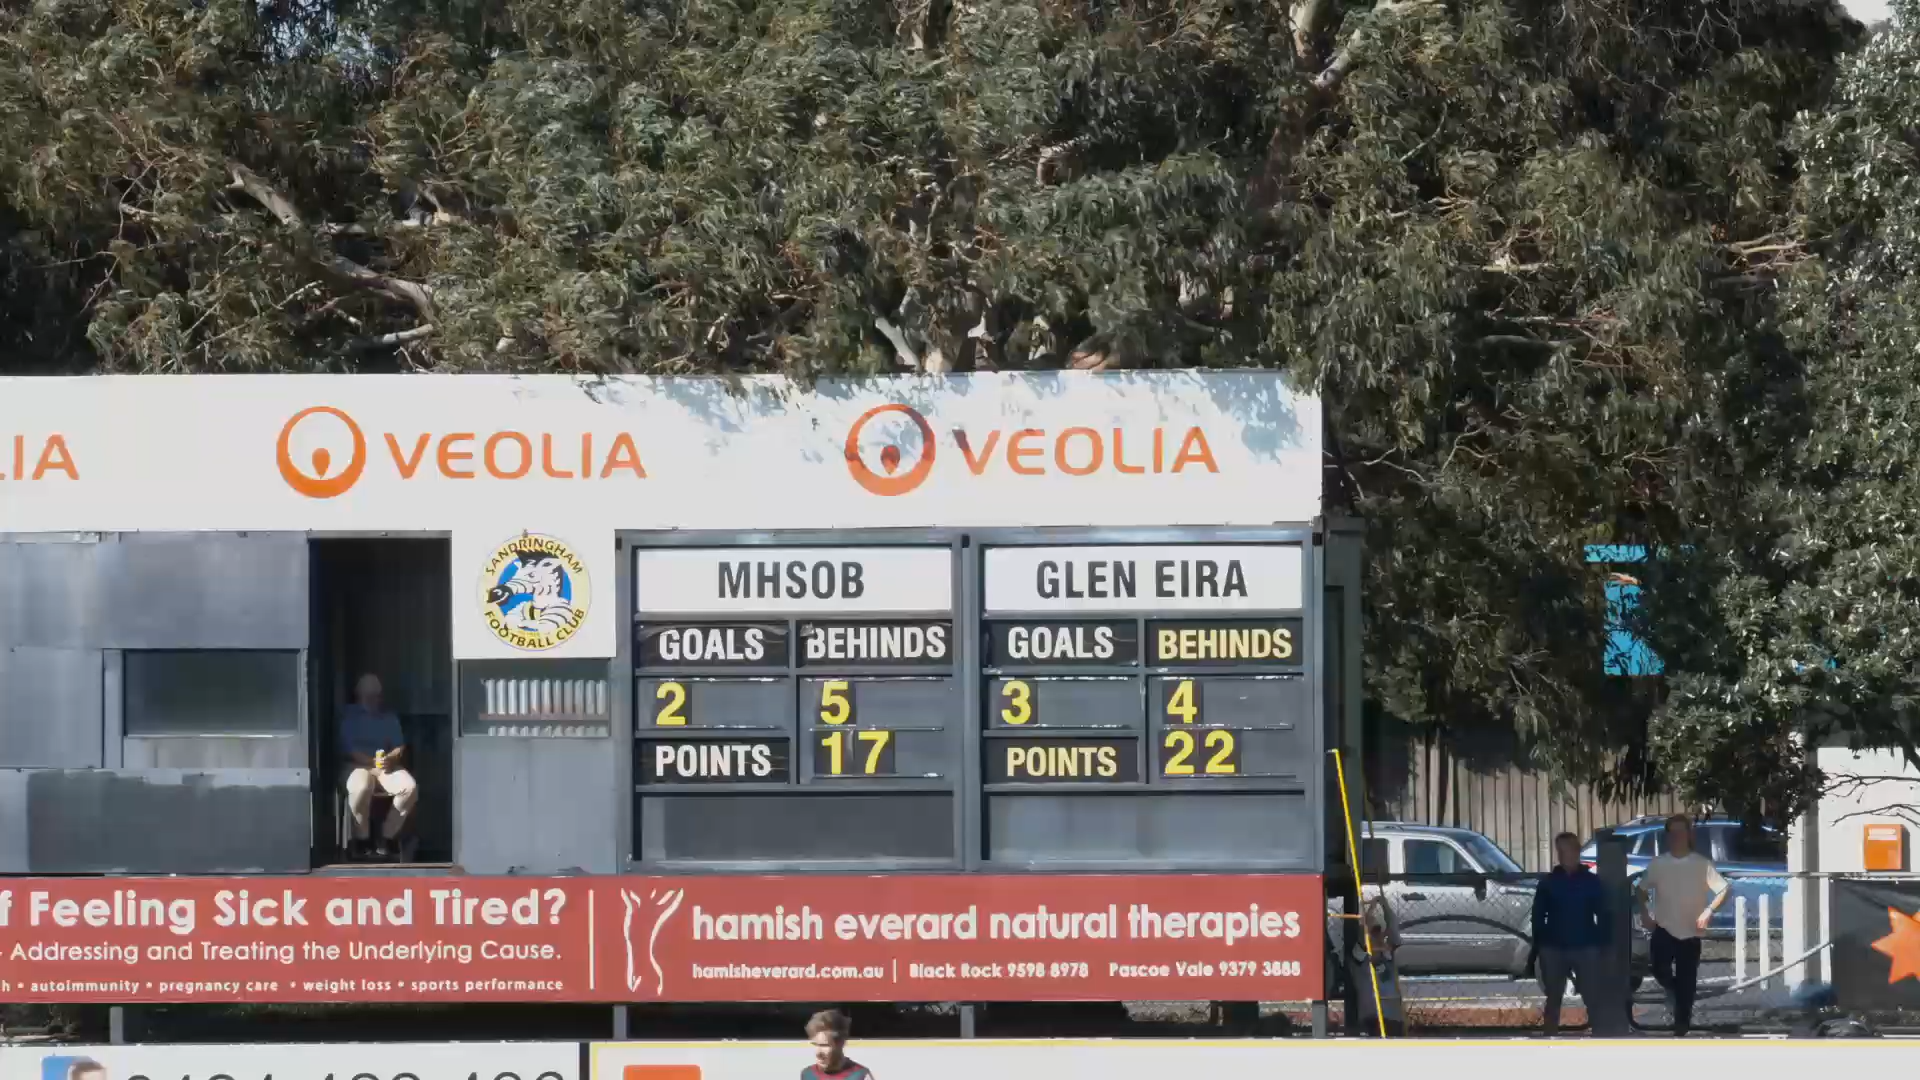 LIA VEOLIA VEOLIA
SANDRINGHAM
FOOTBALL CLUB
MHSOB GLEN EIRA
GOALS BEHINDS GOALS BEHINDS
2 5 3 4
POINTS 17 POINTS 22
f Feeling Sick and Tired?
Addressing and Treating the Underlying Cause.
h • autoimmunity • pregnancy care • weight loss • sports performance
hamish everard natural therapies
hamisheverard.com.au | Black Rock 9598 8978 Pascoe Vale 9379 3888